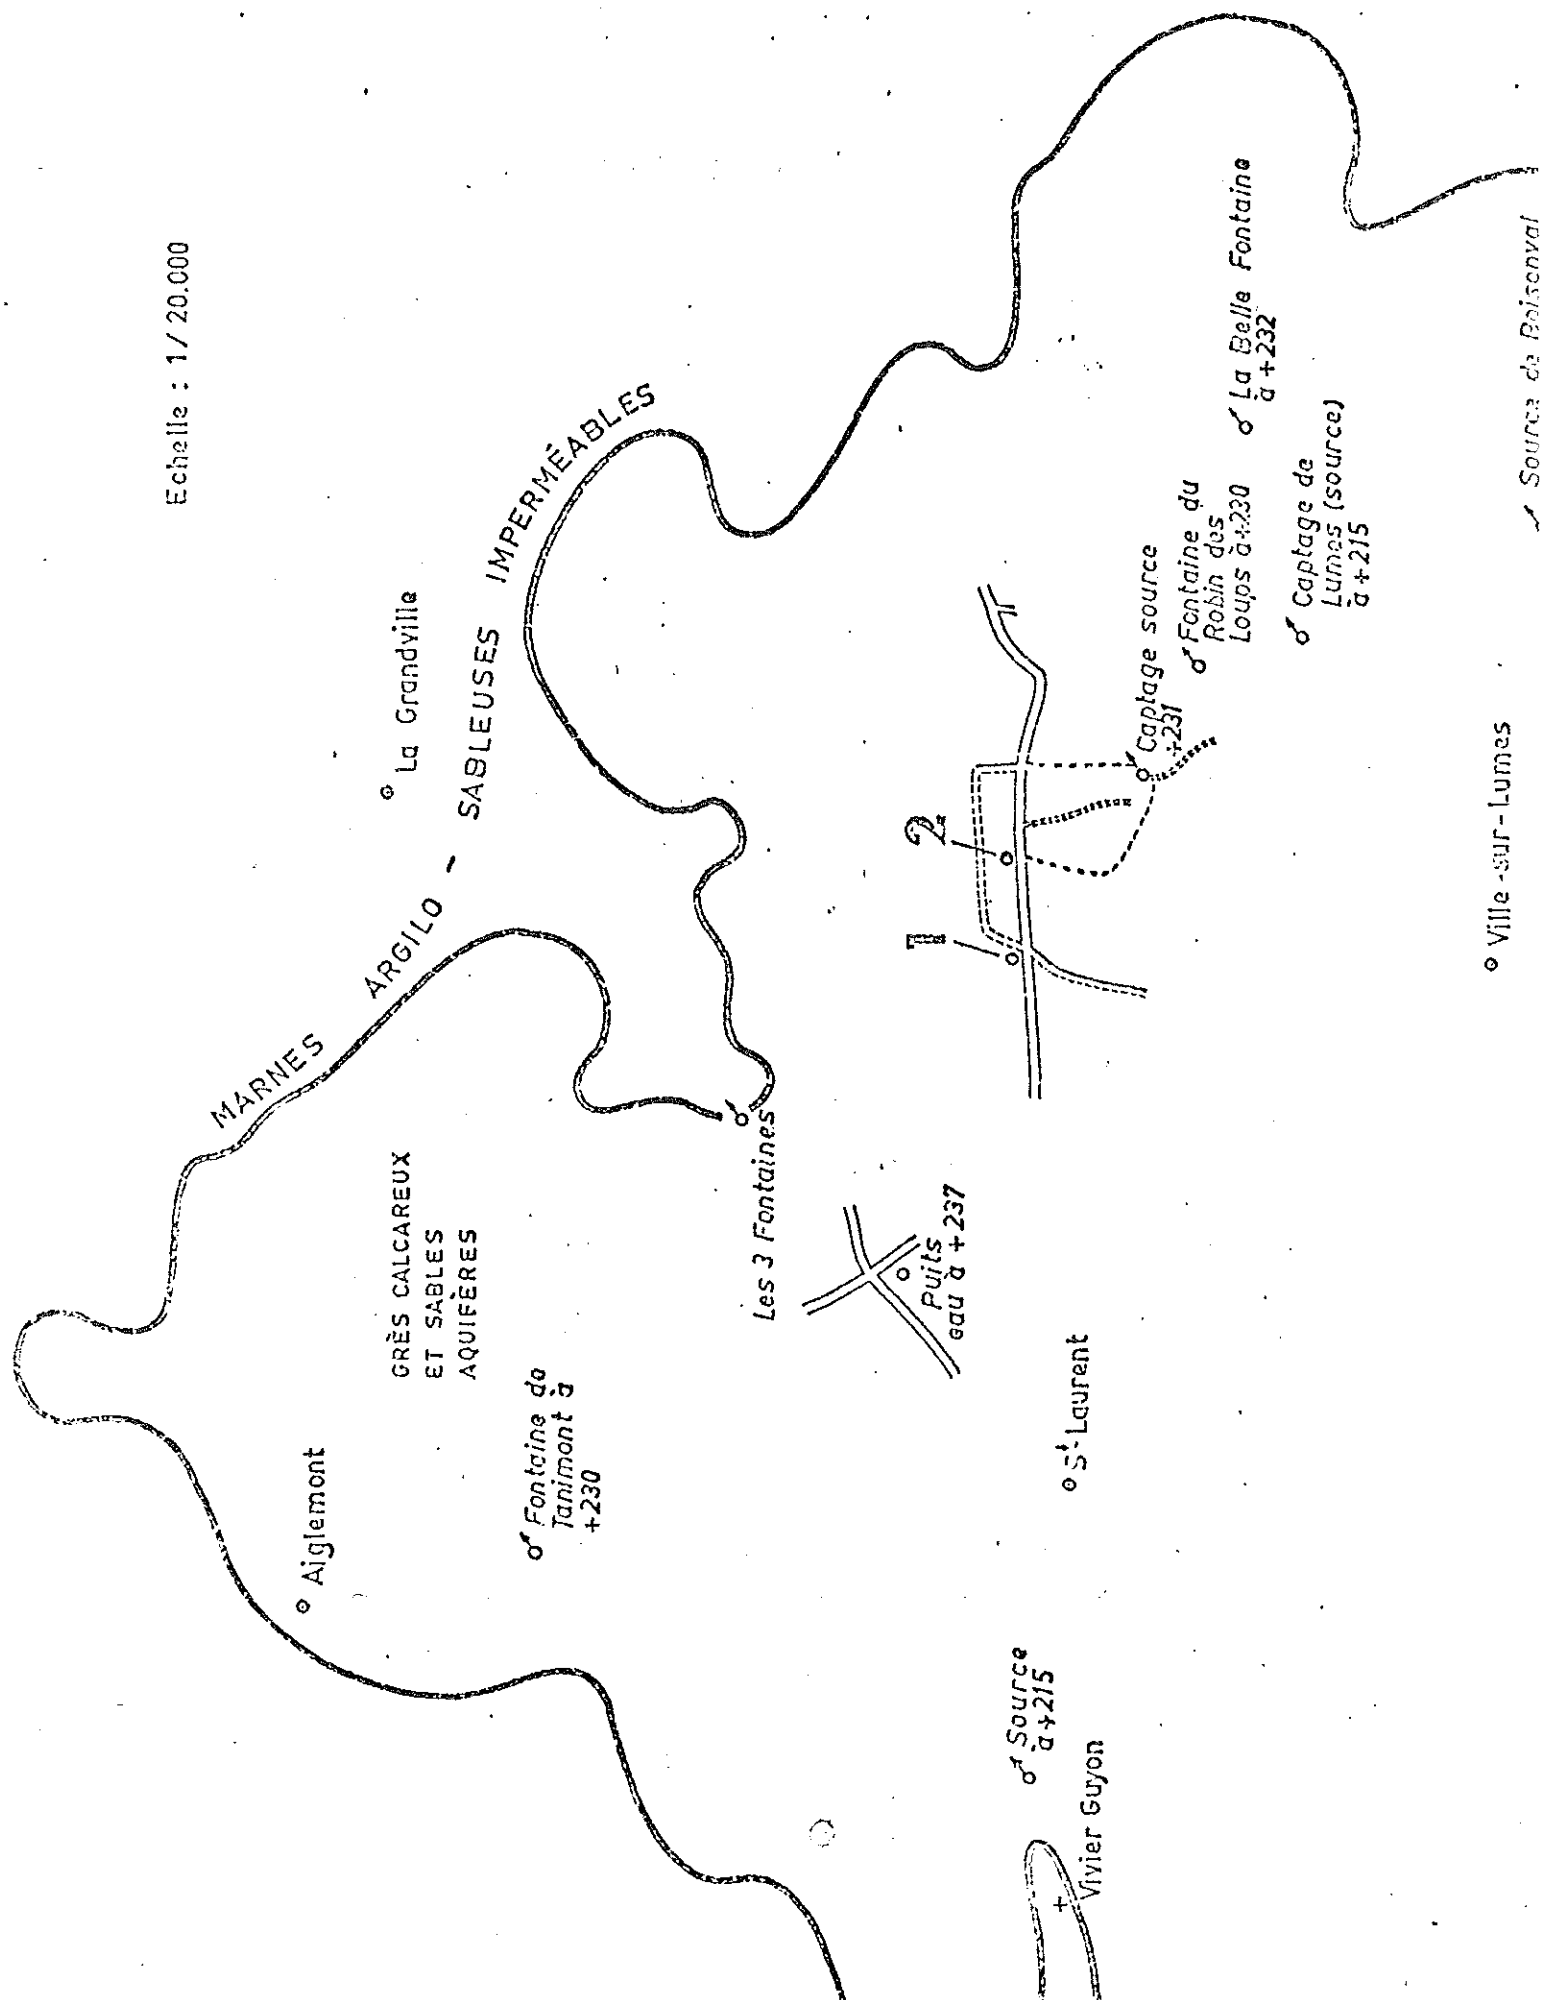 Echelle : 1/20.000
MARNES ARGILO - SABLEUSES IMPERMÉABLES
La Grandville
Aiglemont
GRÈS CALCAREUX
ET SABLES
AQUIFÈRES
Fontaine de
Tanimont à
+230
Les 3 Fontaines
Puits
eau à +237
1
2
Captage source
+231
Fontaine du
Robin des
Loups à +230
La Belle Fontaine
à +232
Captage de
Lumes (source)
à +215
St-Laurent
Source
à +215
Vivier Guyon
Ville-sur-Lumes
Source de